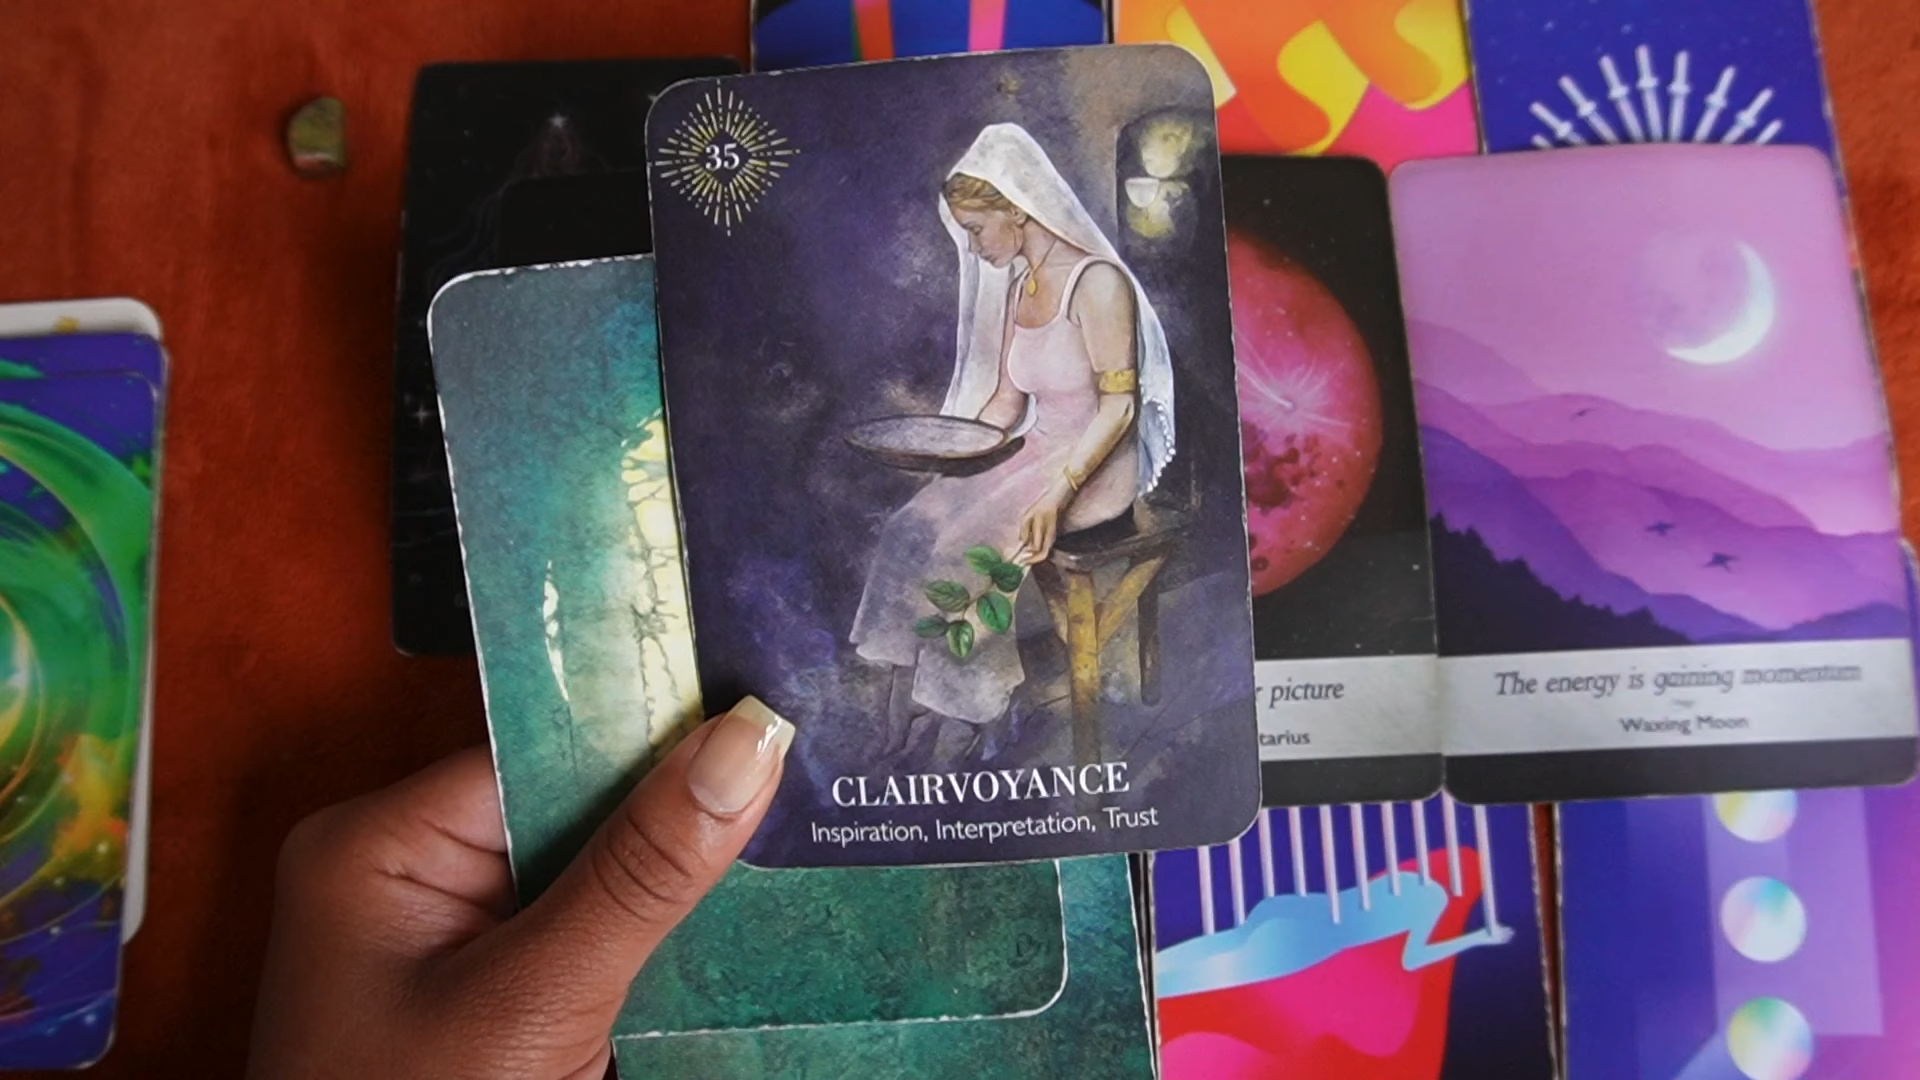 35
CLAIRVOYANCE
Inspiration, Interpretation, Trust
picture
tarius
The energy is gaining momentum
Waxing Moon